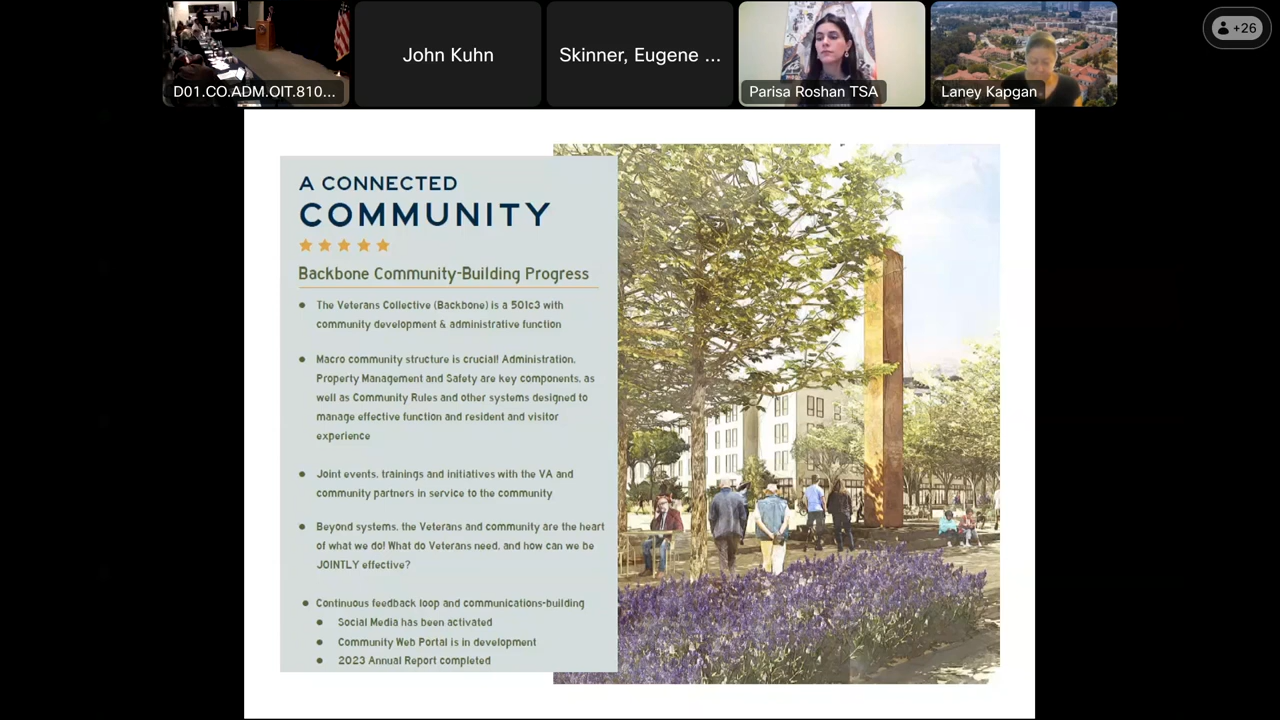 D01.CO.ADM.OIT.810...
John Kuhn
Skinner, Eugene ...
Parisa Roshan TSA
Laney Kapgan
+26
A CONNECTED
COMMUNITY
Backbone Community-Building Progress
• The Veterans Collective (Backbone) is a 501c3 with
community development & administrative function
• Macro community structure is crucial! Administration,
Property Management and Safety are key components, as
well as Community Rules and other systems designed to
manage effective function and resident and visitor
experience
• Joint events, trainings and initiatives with the VA and
community partners in service to the community
• Beyond systems, the Veterans and community are the heart
of what we do! What do Veterans need, and how can we be
JOINTLY effective?
• Continuous feedback loop and communications-building
• Social Media has been activated
• Community Web Portal is in development
• 2023 Annual Report completed